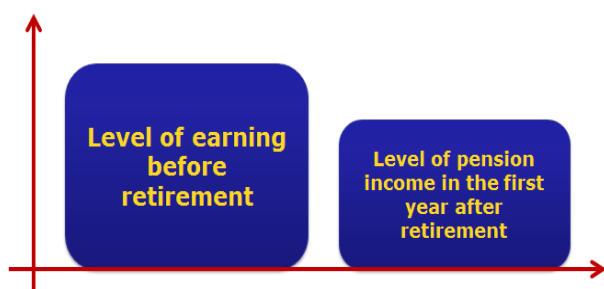 Level of earning
before
retirement
Level of pension
income in the first
year after
retirement